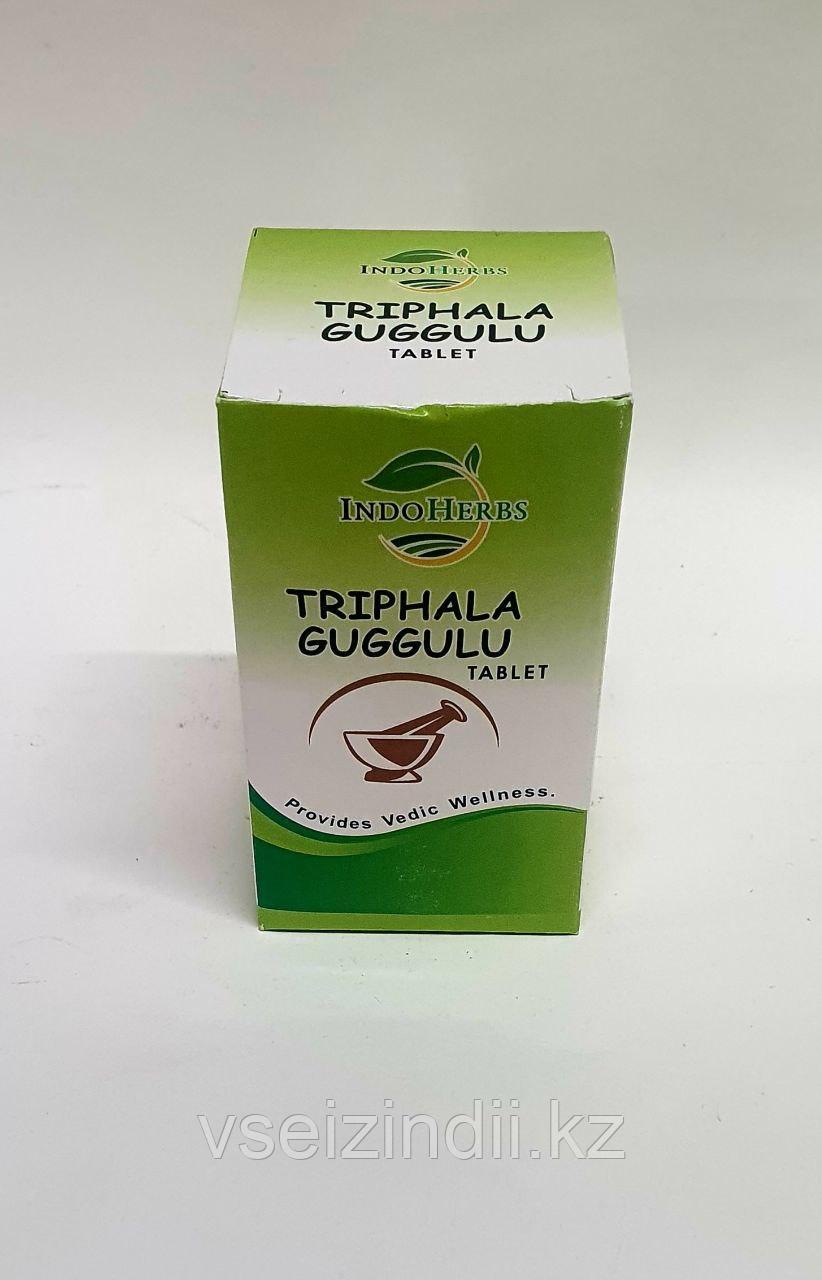 INDOHERBS
TRIPHALA
GUGGULU
TABLET
INDOHERBS
TRIPHALA
GUGGULU
TABLET
Provides Vedic Wellness.
vseizindii.kz